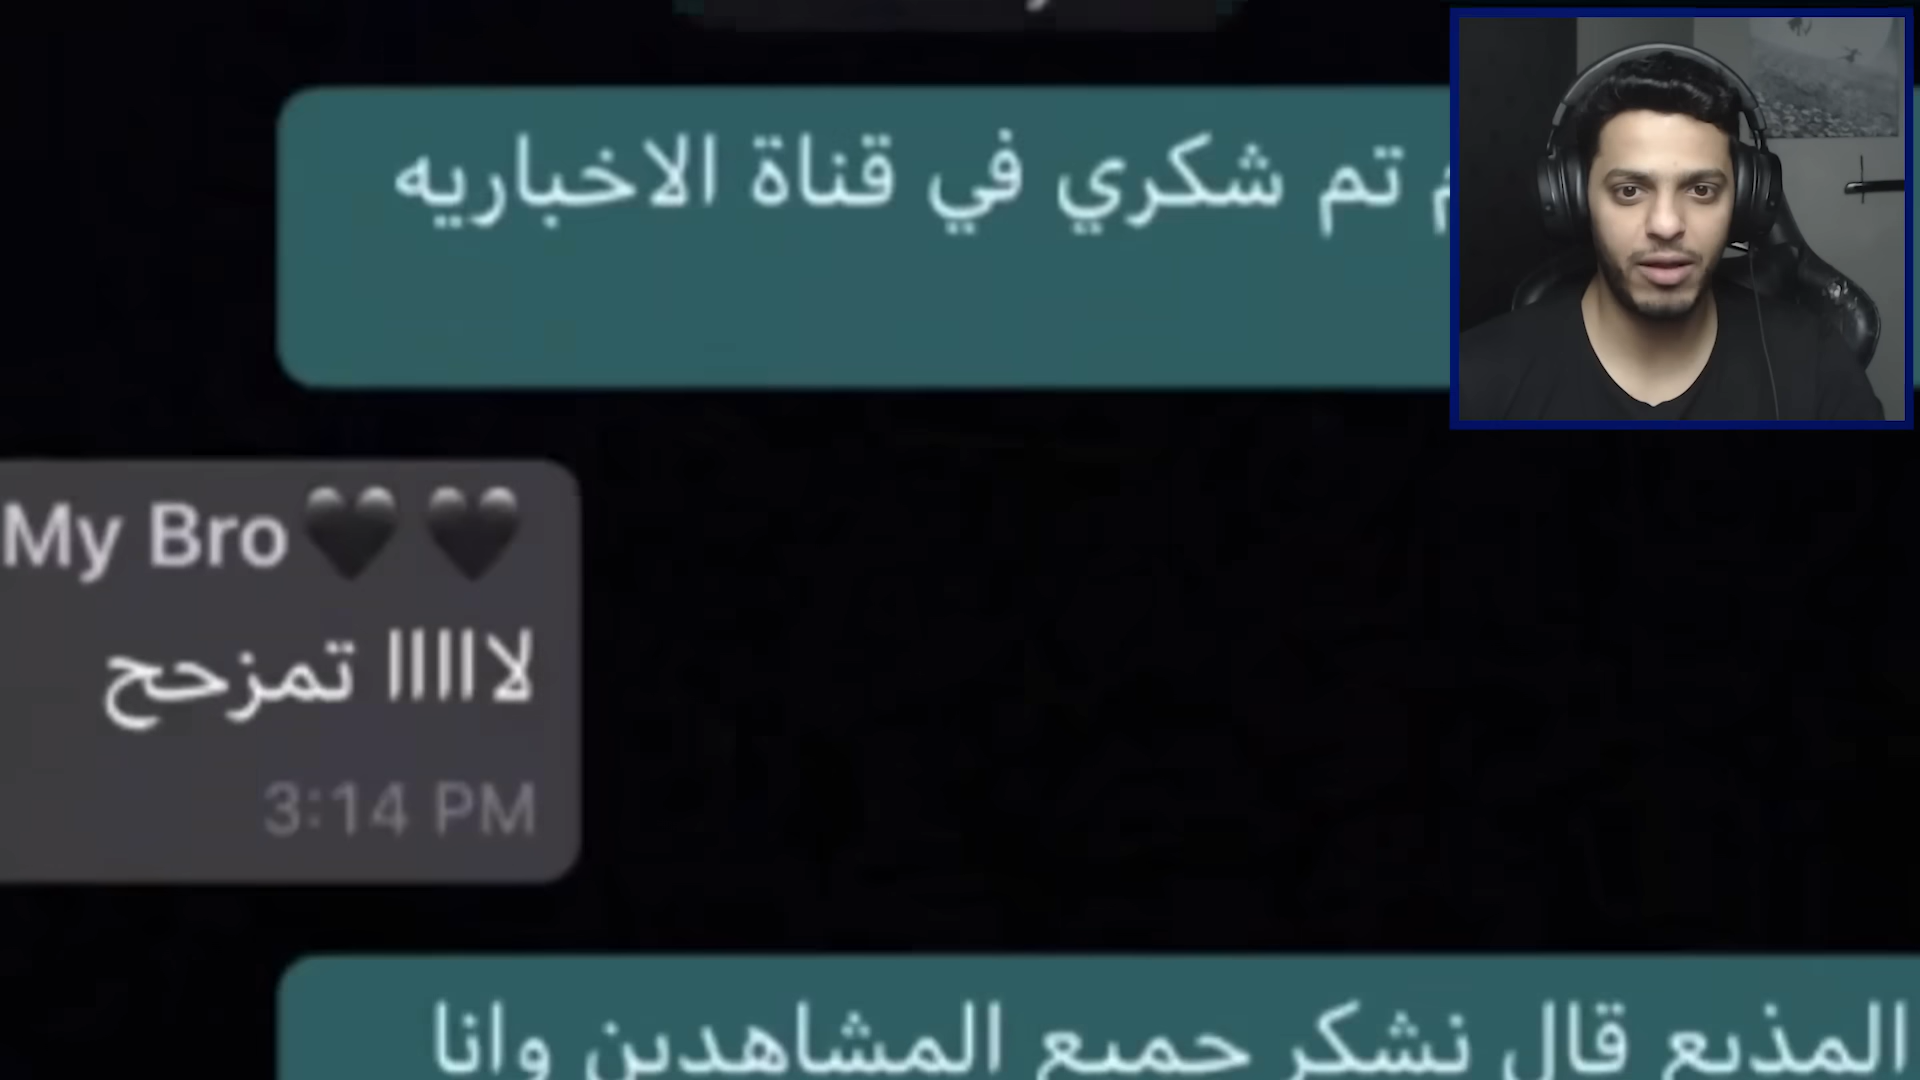 تم شكري في قناة الاخباريه
My Bro🖤🖤
لااااا تمزحح
3:14 PM
المذيع قال نشكر جميع المشاهدين وانا